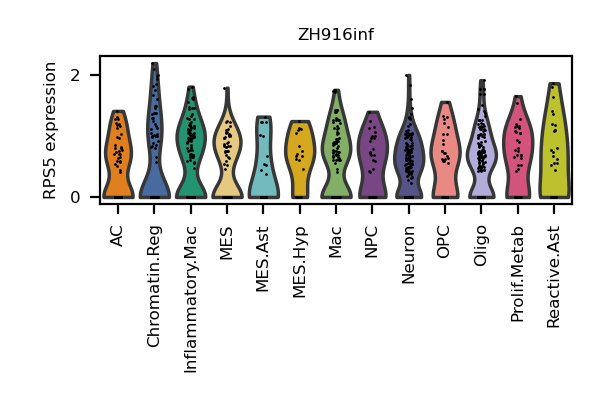 ZH916inf
RPS5 expression
2
0
AC
Chromatin.Reg
Inflammatory.Mac
MES
MES.Ast
MES.Hyp
Mac
NPC
Neuron
OPC
Oligo
Prolif.Metab
Reactive.Ast